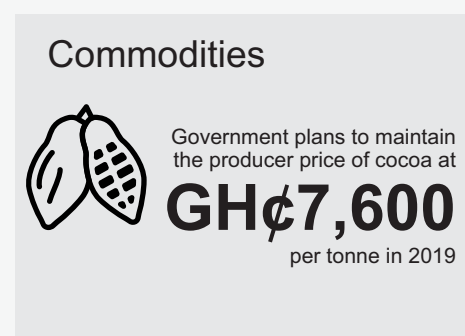 Commodities
Government plans to maintain
the producer price of cocoa at
GH¢7,600
per tonne in 2019